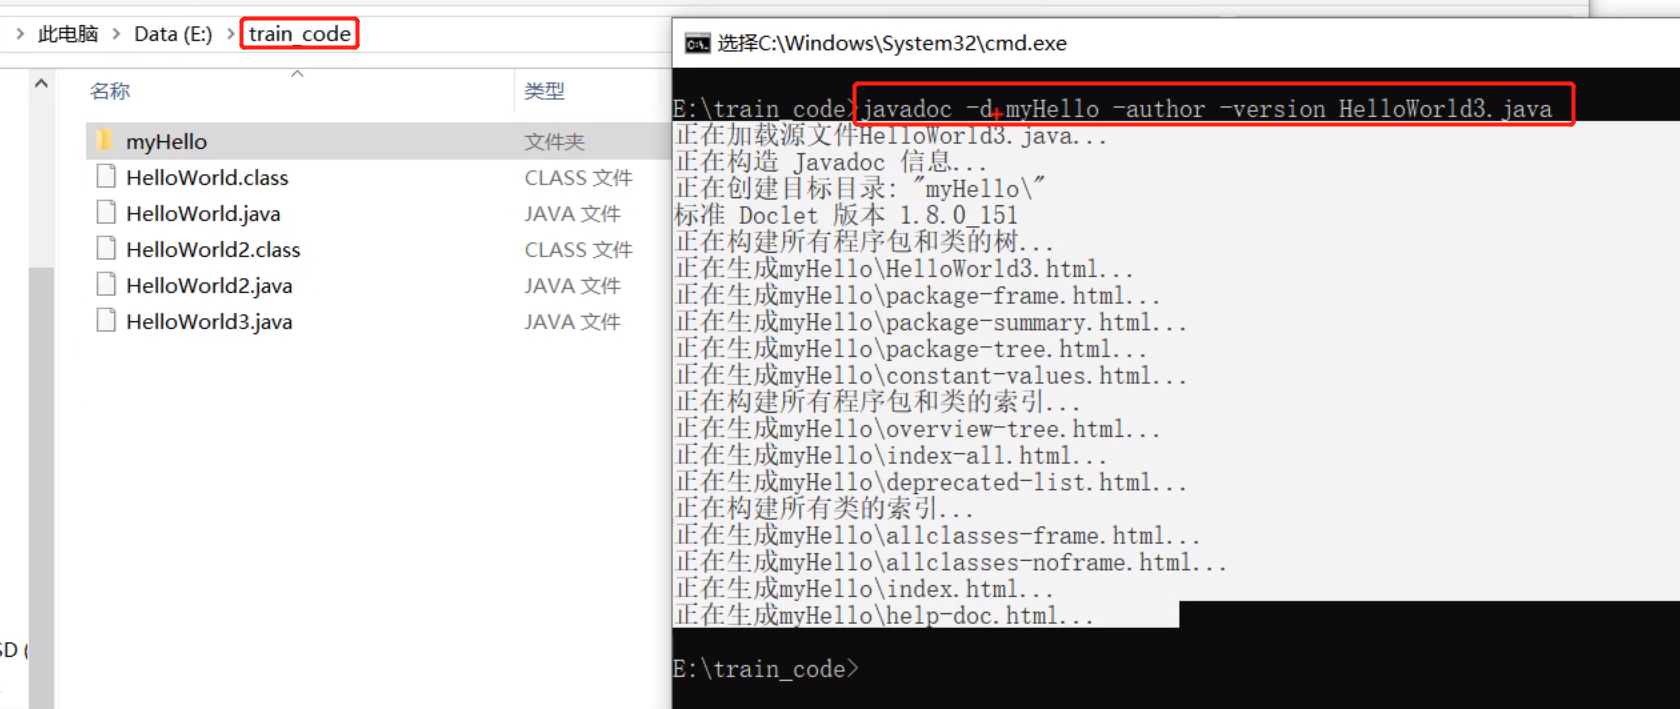 此电脑 > Data (E:) > train_code
名称 类型
myHello 文件夹
HelloWorld.class CLASS 文件
HelloWorld.java JAVA 文件
HelloWorld2.class CLASS 文件
HelloWorld2.java JAVA 文件
HelloWorld3.java JAVA 文件
选择C:\Windows\System32\cmd.exe
E:\train_code>javadoc -d myHello -author -version HelloWorld3.java
正在加载源文件HelloWorld3.java...
正在构造 Javadoc 信息...
正在创建目标目录: "myHello\"
标准 Doclet 版本 1.8.0_151
正在构建所有程序包和类的树...
正在生成myHello\HelloWorld3.html...
正在生成myHello\package-frame.html...
正在生成myHello\package-summary.html...
正在生成myHello\package-tree.html...
正在生成myHello\constant-values.html...
正在构建所有程序包和类的索引...
正在生成myHello\overview-tree.html...
正在生成myHello\index-all.html...
正在生成myHello\deprecated-list.html...
正在构建所有类的索引...
正在生成myHello\allclasses-frame.html...
正在生成myHello\allclasses-noframe.html...
正在生成myHello\index.html...
正在生成myHello\help-doc.html...
E:\train_code>